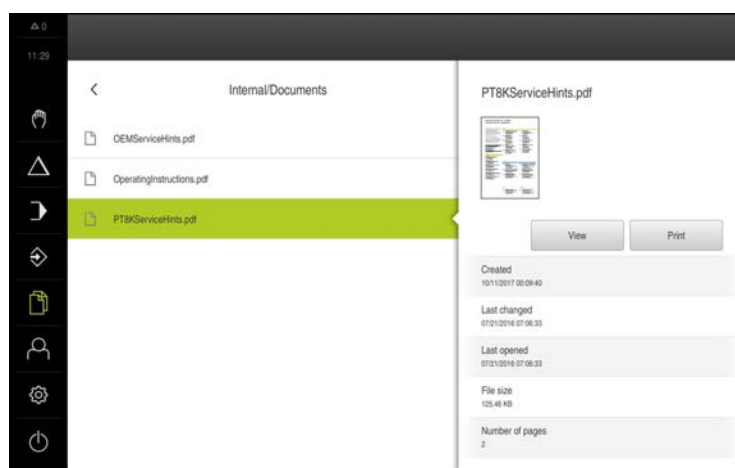 0
11:29
Internal/Documents
OEMServiceHints.pdf
OperatingInstructions.pdf
PT8KServiceHints.pdf
PT8KServiceHints.pdf
View
Print
Created
10/11/2017 00:09:40
Last changed
07/21/2016 07:06:33
Last opened
07/21/2016 07:06:33
File size
125.46 KB
Number of pages
2